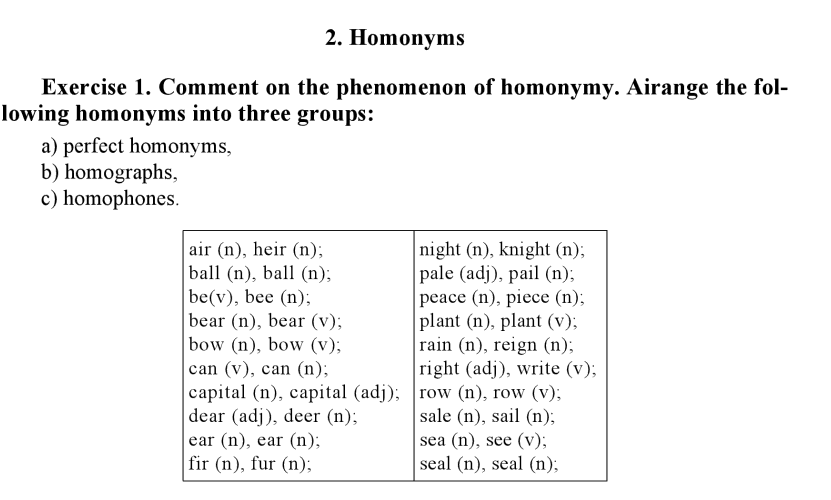 2. Homonyms
Exercise 1. Comment on the phenomenon of homonymy. Airange the fol-
lowing homonyms into three groups:
a) perfect homonyms,
b) homographs,
c) homophones.
air (n), heir (n);
ball (n), ball (n);
be(v), bee (n);
bear (n), bear (v);
bow (n), bow (v);
can (v), can (n);
capital (n), capital (adj);
dear (adj), deer (n);
ear (n), ear (n);
fir (n), fur (n);
night (n), knight (n);
pale (adj), pail (n);
peace (n), piece (n);
plant (n), plant (v);
rain (n), reign (n);
right (adj), write (v);
row (n), row (v);
sale (n), sail (n);
sea (n), see (v);
seal (n), seal (n);